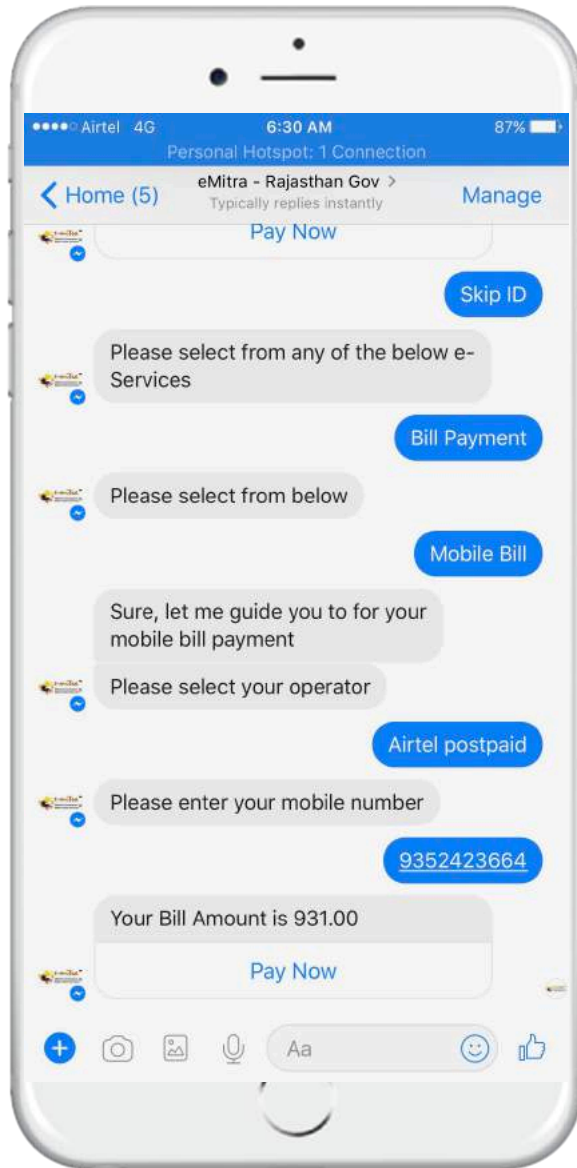 Airtel 4G 6:30 AM 87%
Personal Hotspot: 1 Connection
Home (5) eMitra - Rajasthan Gov > Manage
Typically replies instantly
Pay Now
Skip ID
Please select from any of the below e-
Services
Bill Payment
Please select from below
Mobile Bill
Sure, let me guide you to for your
mobile bill payment
Please select your operator
Airtel postpaid
Please enter your mobile number
9352423664
Your Bill Amount is 931.00
Pay Now
Aa